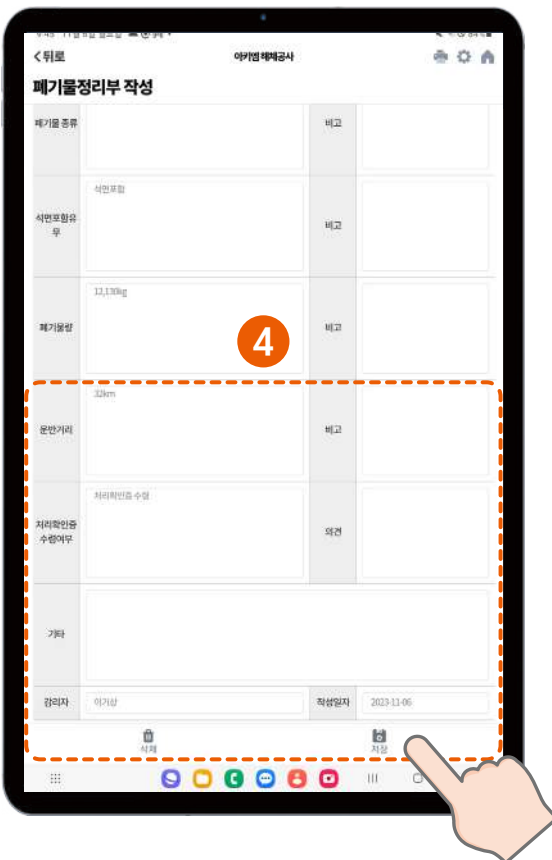 뒤로
아키엠 해체공사
폐기물정리부 작성
폐기물 종류
비고
석면포함유
무
석면포함
비고
폐기물량
12,130kg
비고
4
운반거리
32km
비고
처리확인증
수령여부
처리확인증 수령
의견
기타
감리자
이기상
작성일자
2023-11-06
삭제
저장